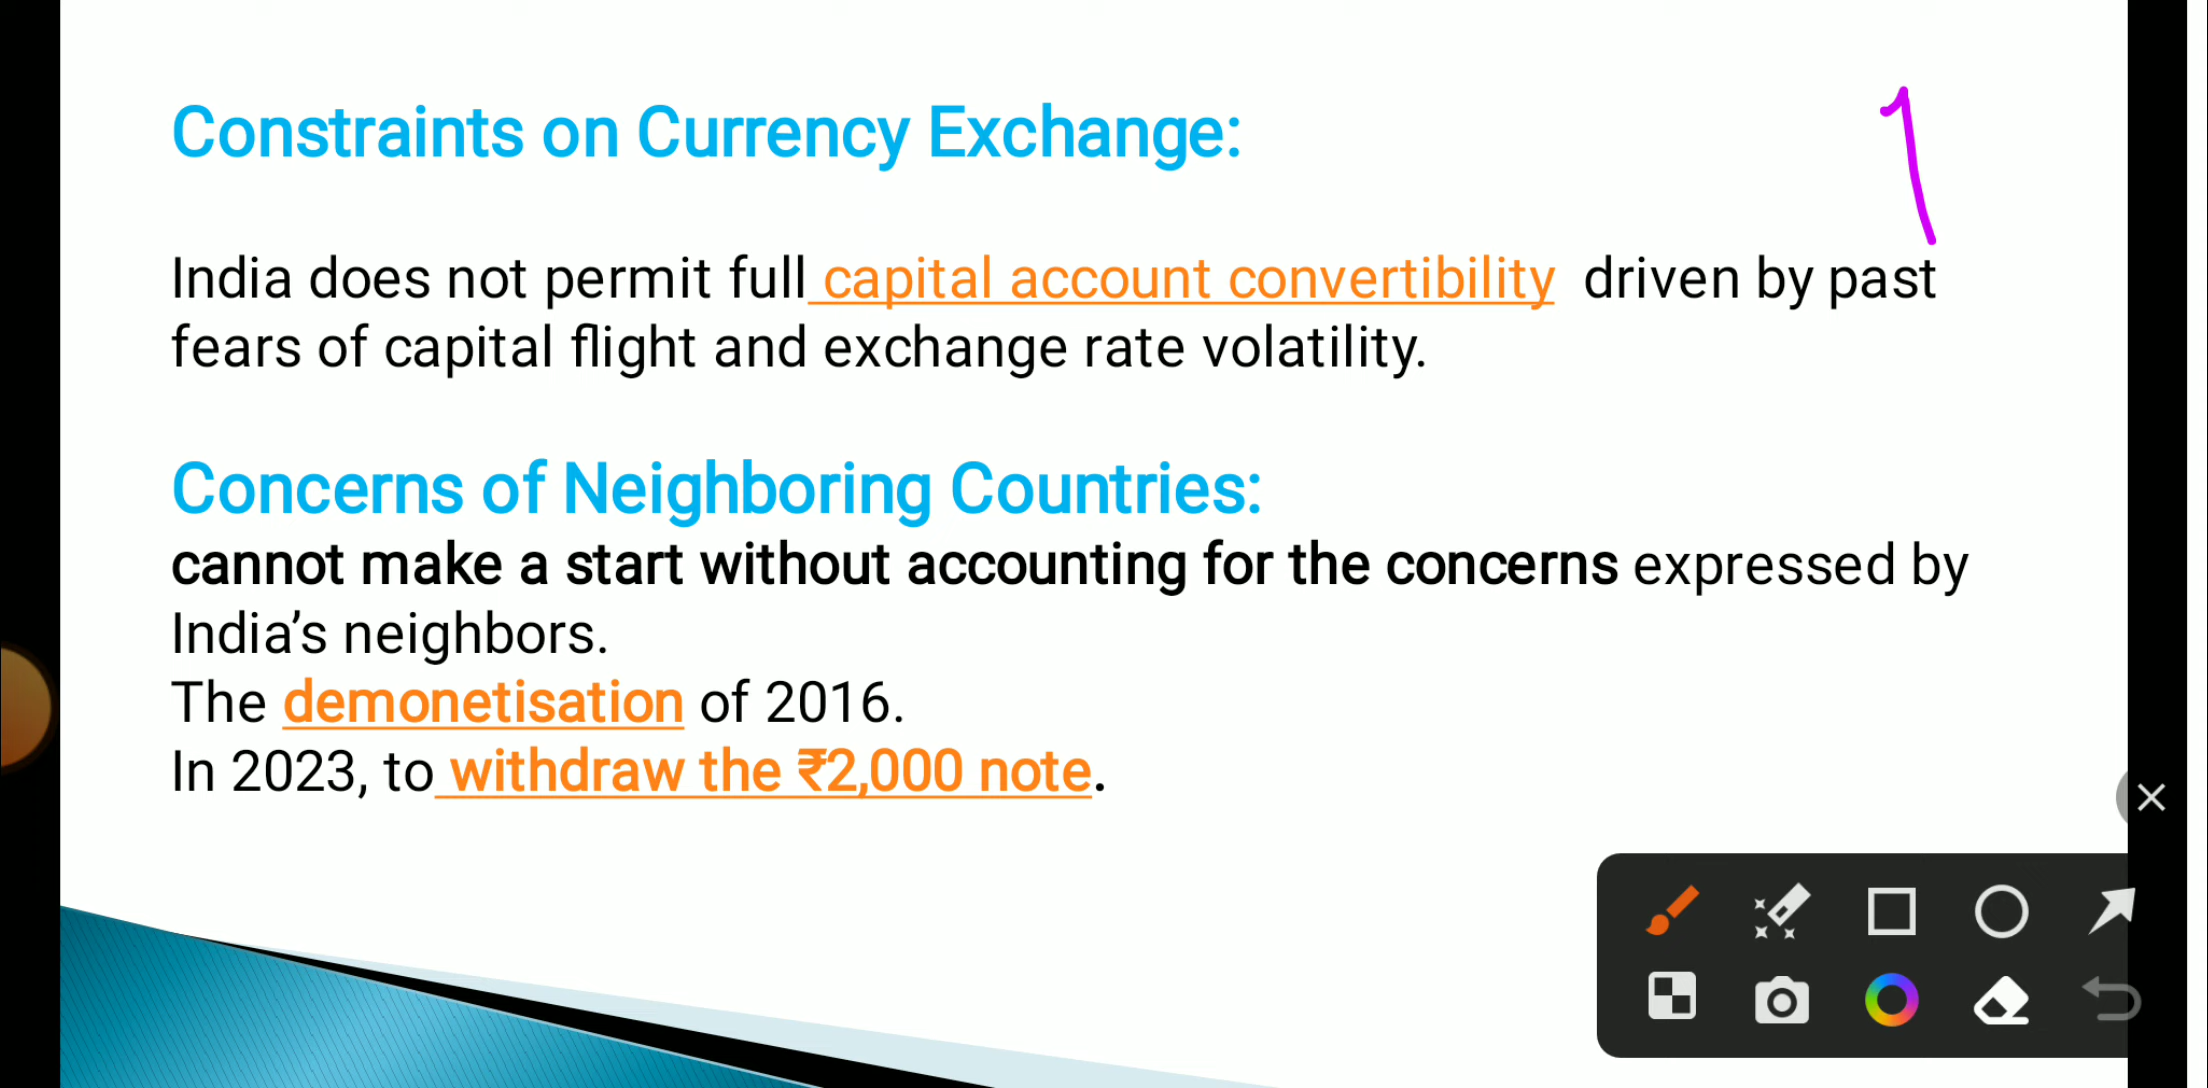 Constraints on Currency Exchange:
1
India does not permit full capital account convertibility driven by past
fears of capital flight and exchange rate volatility.
Concerns of Neighboring Countries:
cannot make a start without accounting for the concerns expressed by
India’s neighbors.
The demonetisation of 2016.
In 2023, to withdraw the ₹2,000 note.